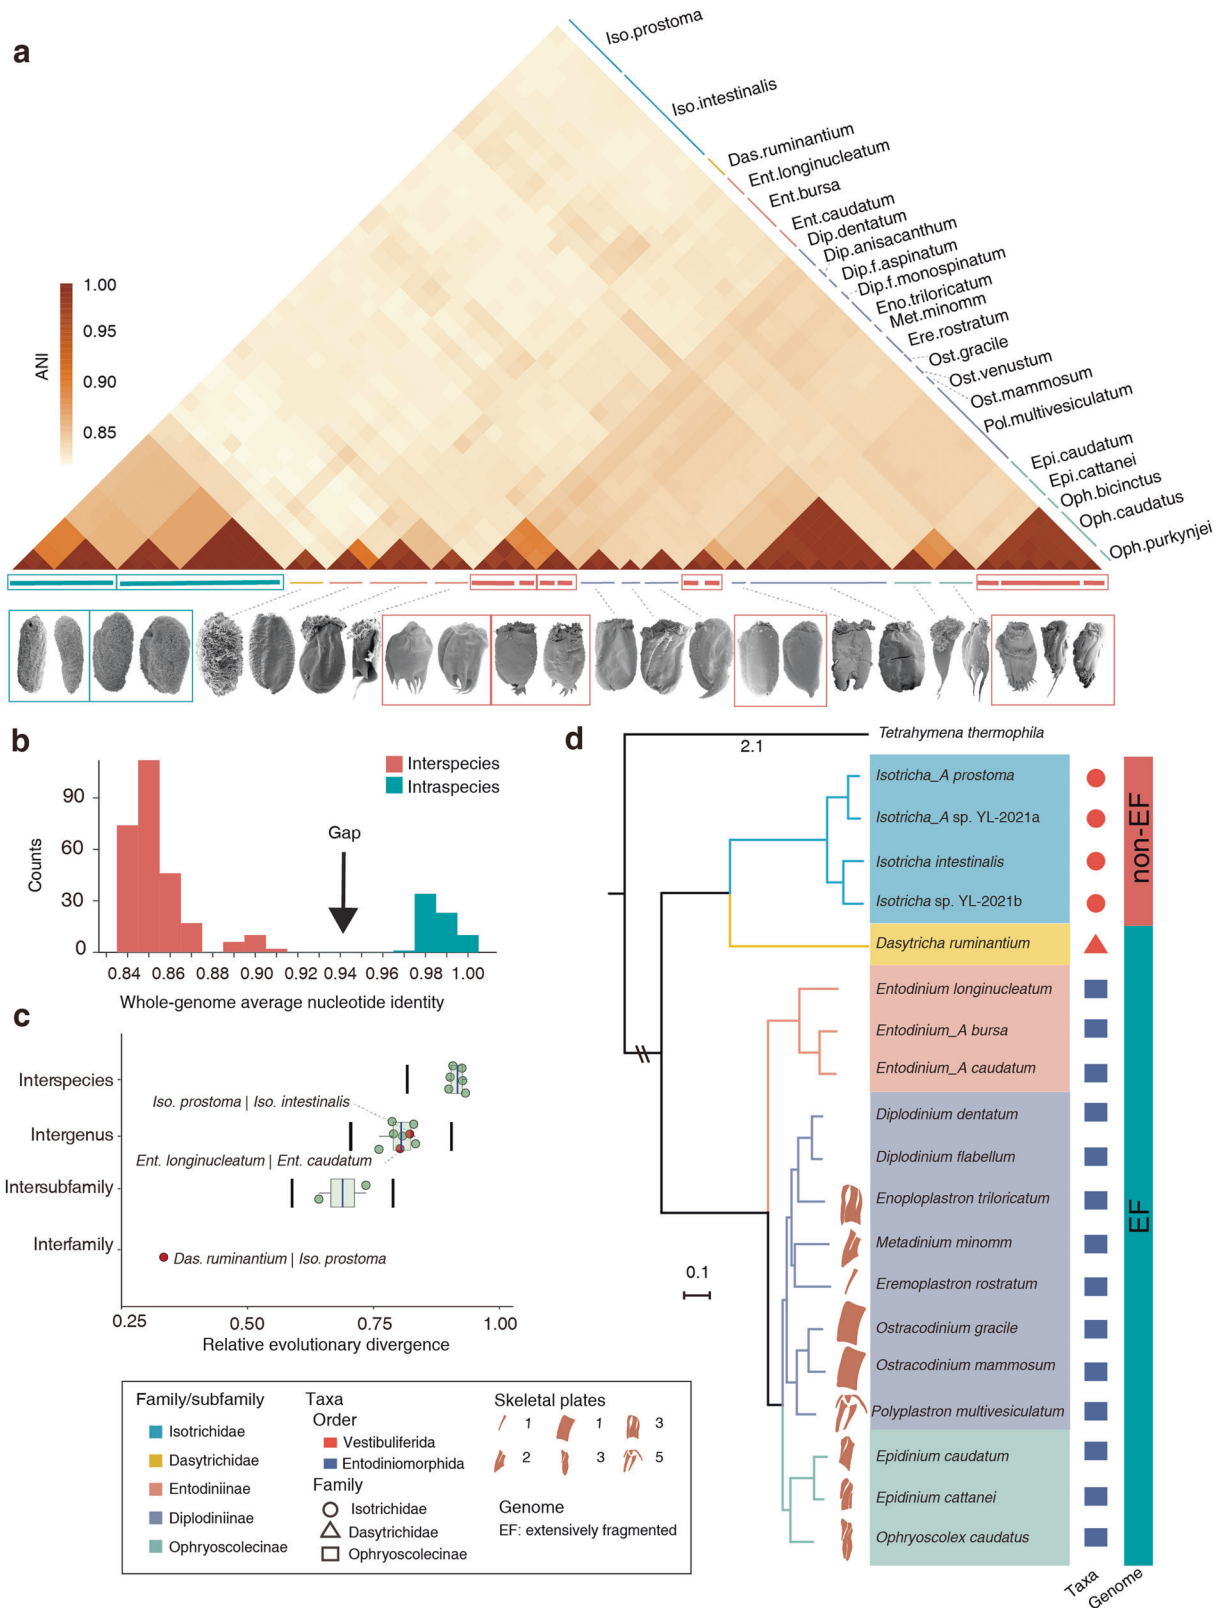 a
Iso.prostoma
Iso.intestinalis
Das.ruminantium
Ent.longinucleatum
Ent.bursa
Ent.caudatum
Dip.dentatum
Dip.anisacanthum
Dip.f.aspinatum
Dip.f.monospinatum
Eno.triloricatum
Met.minomm
Ere.rostratum
Ost.gracile
Ost.venustum
Ost.mammosum
Pol.multivesiculatum
Epi.caudatum
Epi.cattanei
Oph.bicinctus
Oph.caudatus
Oph.purkynjei
ANI
1.00
0.95
0.90
0.85
b
Interspecies
Intraspecies
Gap
Counts
90
60
30
0
0.84 0.86 0.88 0.90 0.92 0.94 0.96 0.98 1.00
Whole-genome average nucleotide identity
c
Interspecies
Iso. prostoma | Iso. intestinalis
Intergenus
Ent. longinucleatum | Ent. caudatum
Intersubfamily
Interfamily
Das. ruminantium | Iso. prostoma
0.25 0.50 0.75 1.00
Relative evolutionary divergence
d
Tetrahymena thermophila
2.1
Isotricha_A prostoma
Isotricha_A sp. YL-2021a
Isotricha intestinalis
Isotricha sp. YL-2021b
Dasytricha ruminantium
Entodinium longinucleatum
Entodinium_A bursa
Entodinium_A caudatum
Diplodinium dentatum
Diplodinium flabellum
Enoploplastron triloricatum
Metadinium minomm
Eremoplastron rostratum
Ostracodinium gracile
Ostracodinium mammosum
Polyplastron multivesiculatum
Epidinium caudatum
Epidinium cattanei
Ophryoscolex caudatus
0.1
non-EF
EF
Taxa
Genome
Family/subfamily
Isotrichidae
Dasytrichidae
Entodiniinae
Diplodiniinae
Ophryoscolecinae
Taxa
Order
Vestibuliferida
Entodiniomorphida
Family
Isotrichidae
Dasytrichidae
Ophryoscolecinae
Skeletal plates
1 1 3
2 3 5
Genome
EF: extensively fragmented